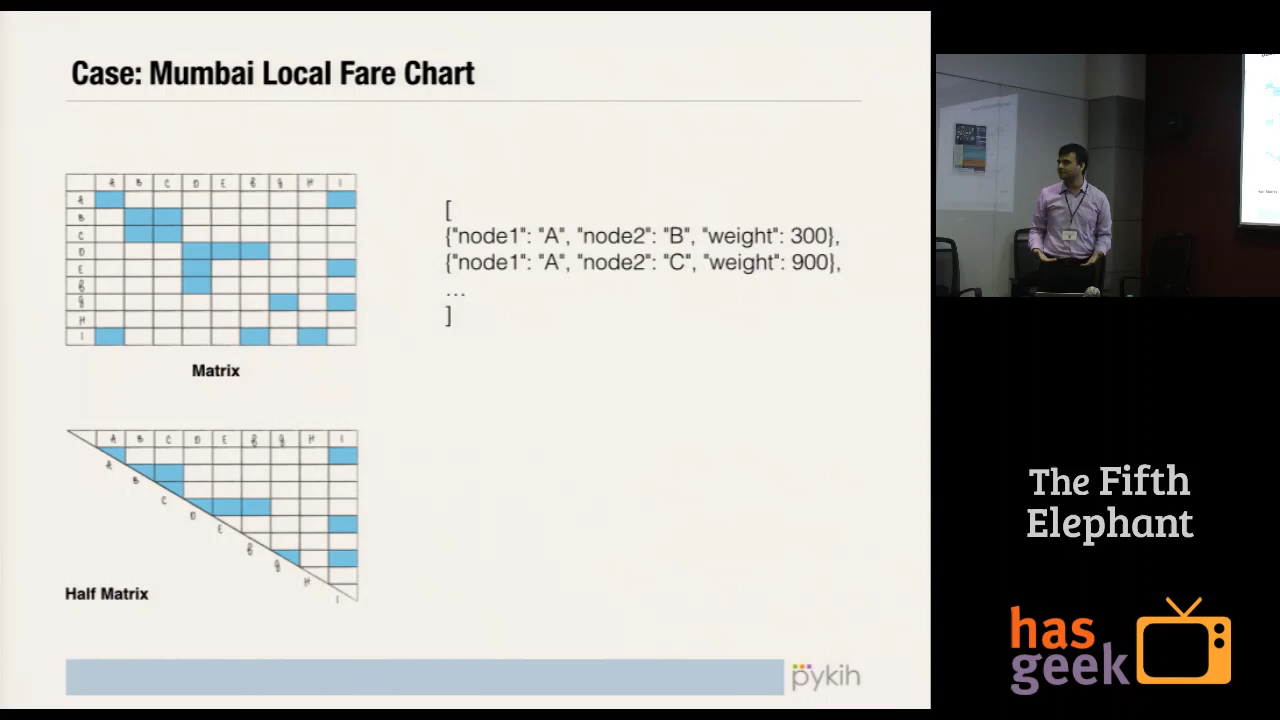 Case: Mumbai Local Fare Chart
A B C D E B g H I
A
B
C
D
E
B
g
H
I
Matrix
[
{"node1": "A", "node2": "B", "weight": 300},
{"node1": "A", "node2": "C", "weight": 900},
...
]
A B C D E B g H I
A
B
C
D
E
B
g
H
I
Half Matrix
pykih
The Fifth
Elephant
has
geek